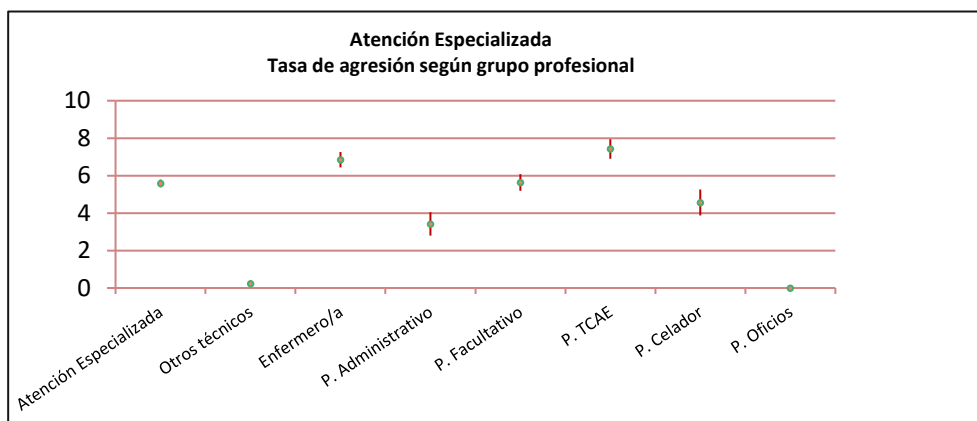 Atención Especializada
Tasa de agresión según grupo profesional
10
8
6
4
2
0
Atención Especializada
Otros técnicos
Enfermero/a
P. Administrativo
P. Facultativo
P. TCAE
P. Celador
P. Oficios